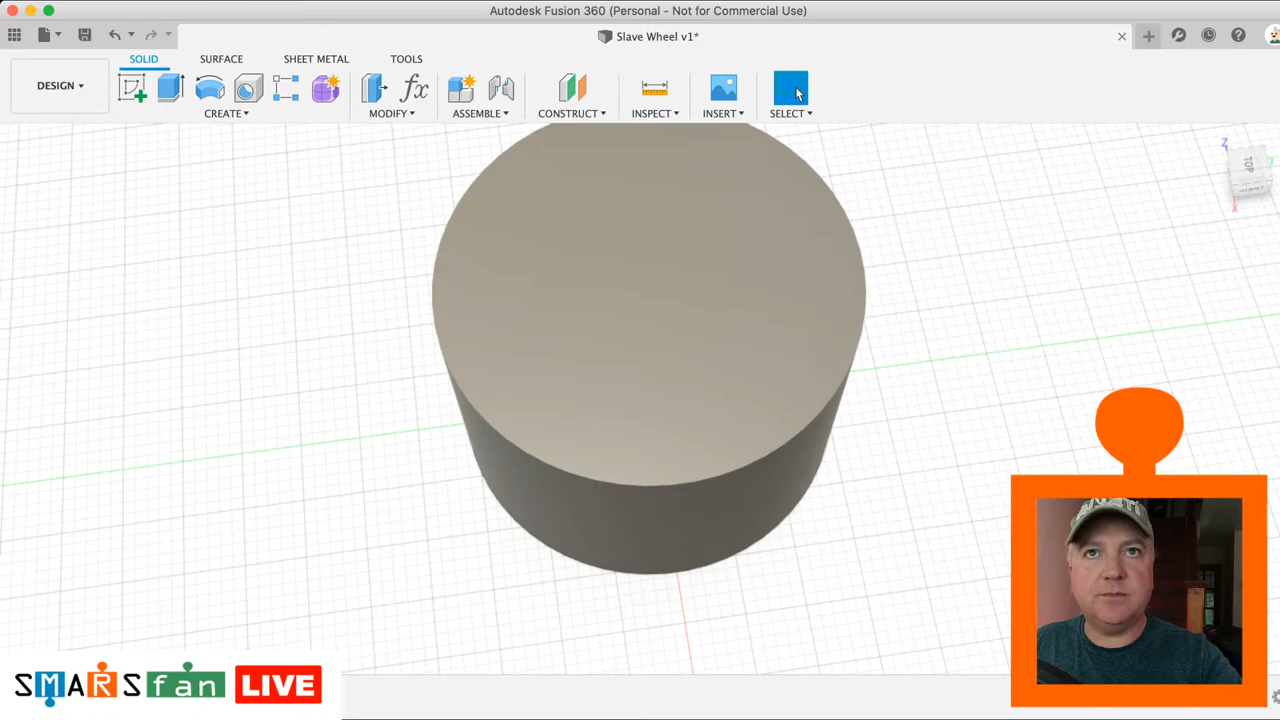 Autodesk Fusion 360 (Personal - Not for Commercial Use)
Slave Wheel v1*
SOLID SURFACE SHEET METAL TOOLS
DESIGN
CREATE MODIFY ASSEMBLE CONSTRUCT INSPECT INSERT SELECT
Z
TOP
X
SMARS fan LIVE